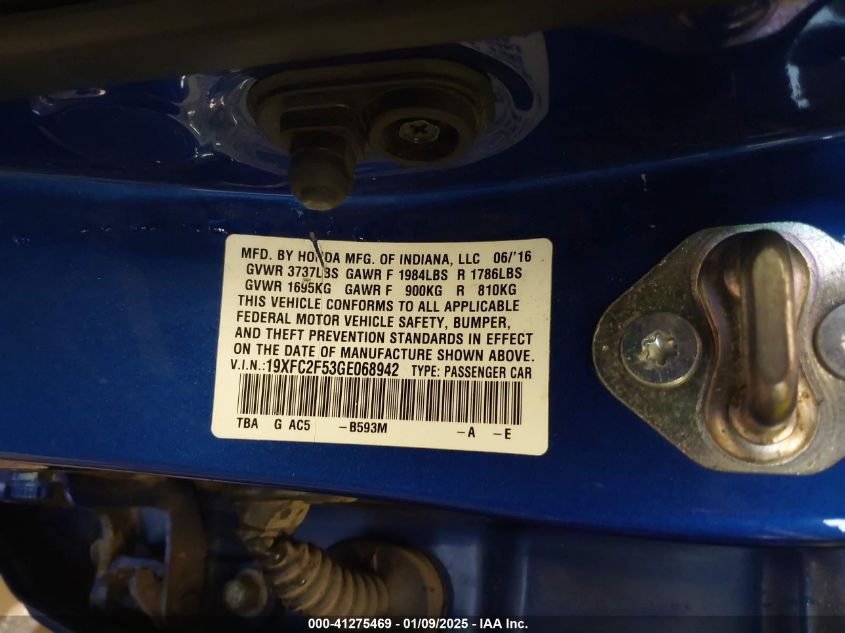 MFD. BY HONDA MFG. OF INDIANA, LLC 06/'16
GVWR 3737LBS GAWR F 1984LBS R 1786LBS
GVWR 1695KG GAWR F 900KG R 810KG
THIS VEHICLE CONFORMS TO ALL APPLICABLE
FEDERAL MOTOR VEHICLE SAFETY, BUMPER,
AND THEFT PREVENTION STANDARDS IN EFFECT
ON THE DATE OF MANUFACTURE SHOWN ABOVE.
V.I.N.:19XFC2F53GE068942 TYPE: PASSENGER CAR
TBA G AC5 -B593M -A -E
000-41275469 - 01/09/2025 - IAA Inc.